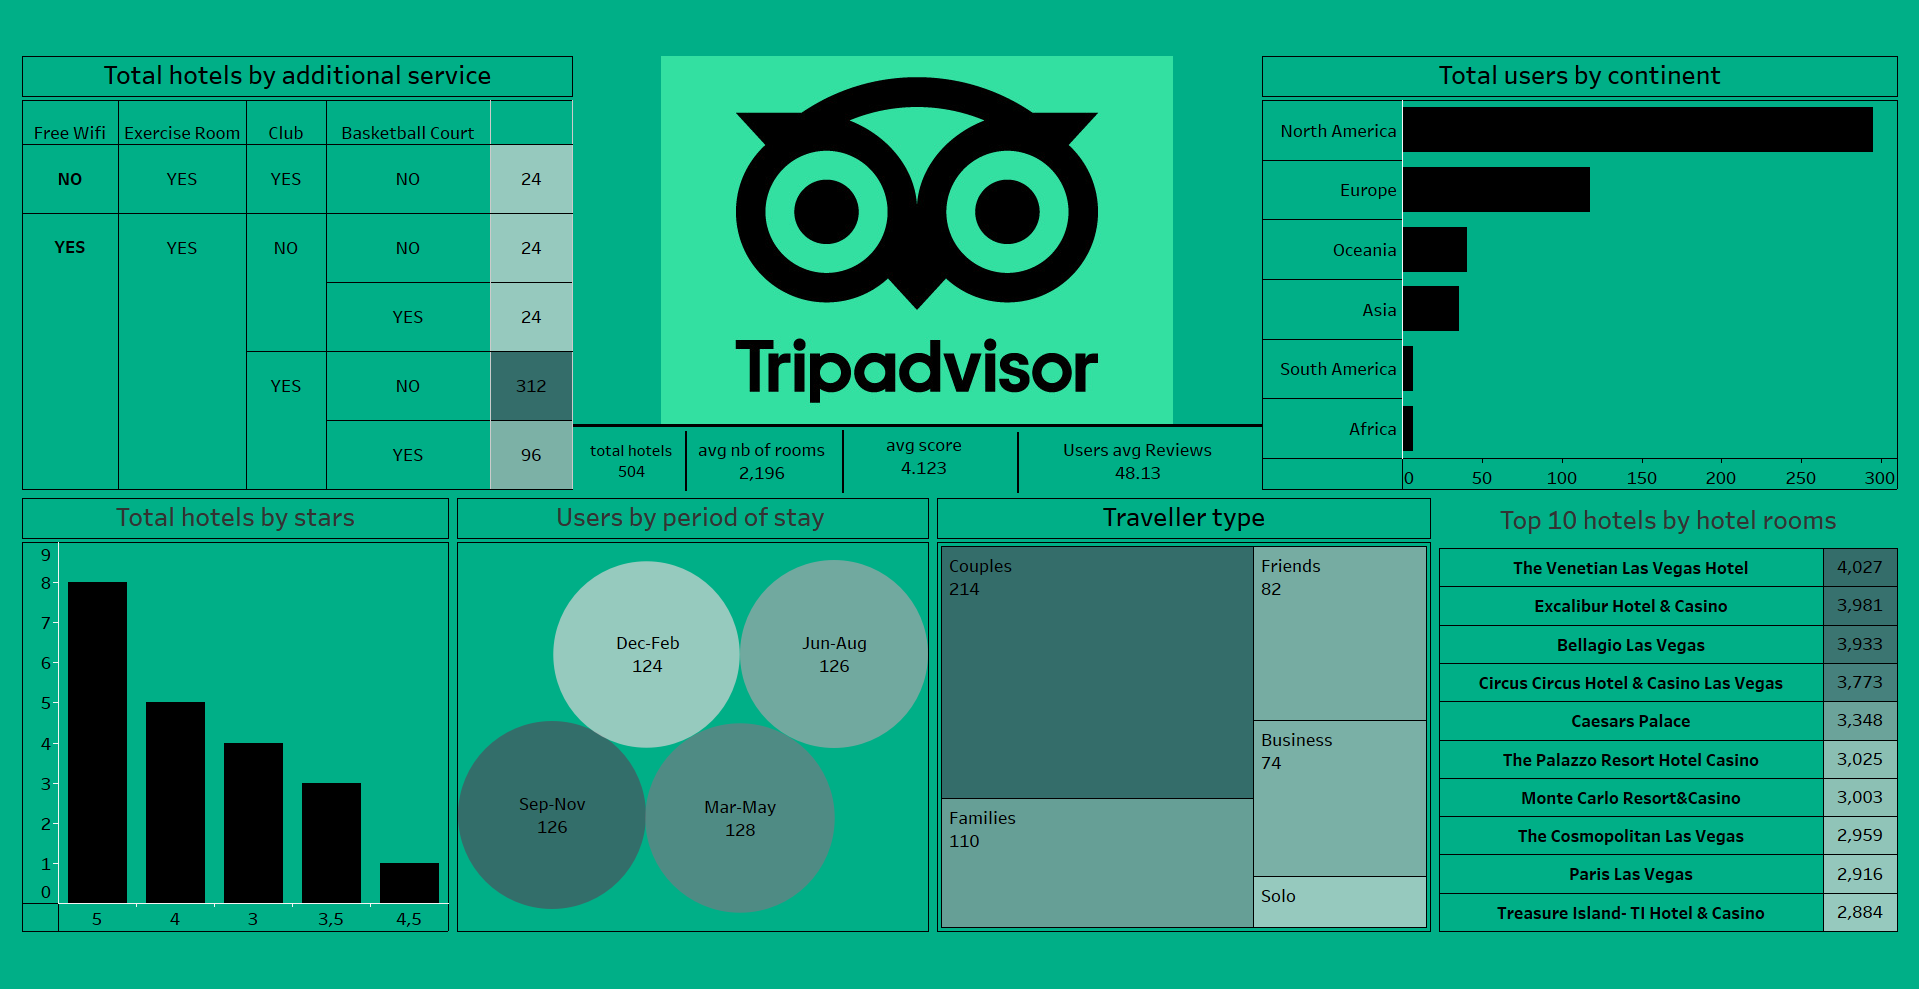 Total hotels by additional service
Free Wifi Exercise Room Club Basketball Court
NO YES YES NO 24
YES YES NO NO 24
YES 24
YES NO 312
YES 96
Tripadvisor
total hotels
504
avg nb of rooms
2,196
avg score
4.123
Users avg Reviews
48.13
Total users by continent
North America
Europe
Oceania
Asia
South America
Africa
0 50 100 150 200 250 300
Total hotels by stars
9
8
7
6
5
4
3
2
1
0
5 4 3 3,5 4,5
Users by period of stay
Dec-Feb
124
Jun-Aug
126
Sep-Nov
126
Mar-May
128
Traveller type
Couples
214
Friends
82
Business
74
Families
110
Solo
Top 10 hotels by hotel rooms
The Venetian Las Vegas Hotel 4,027
Excalibur Hotel & Casino 3,981
Bellagio Las Vegas 3,933
Circus Circus Hotel & Casino Las Vegas 3,773
Caesars Palace 3,348
The Palazzo Resort Hotel Casino 3,025
Monte Carlo Resort&Casino 3,003
The Cosmopolitan Las Vegas 2,959
Paris Las Vegas 2,916
Treasure Island- TI Hotel & Casino 2,884